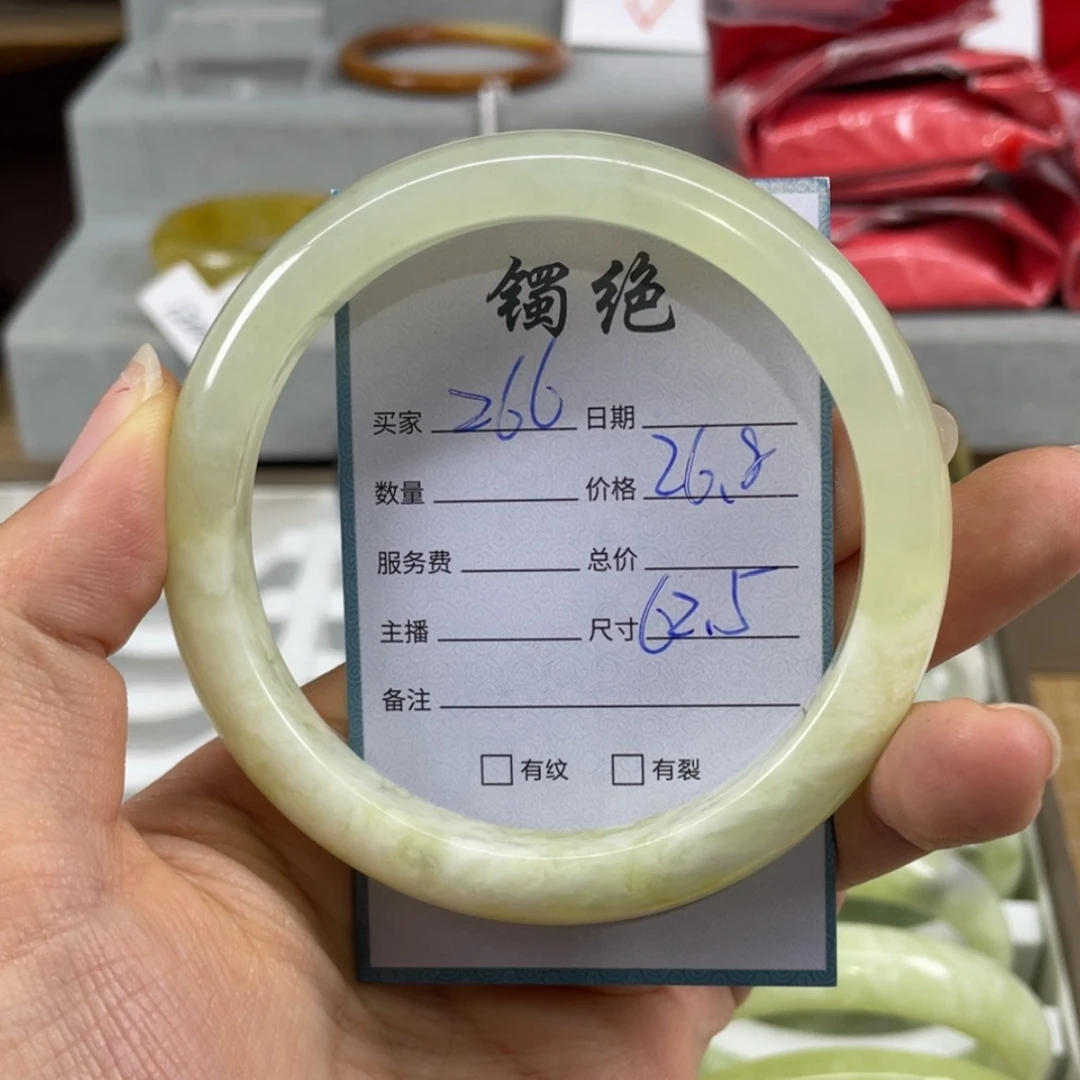 镯绝
买家 266 日期
数量 价格 26.8
服务费 总价
主播 尺寸 62.5
备注
□有纹 □有裂